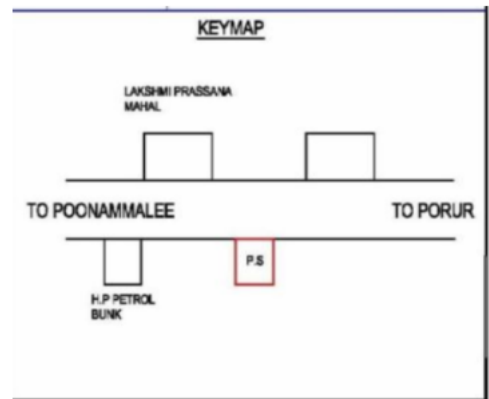 KEYMAP
LAKSHMI PRASSANA
MAHAL
TO POONAMMALEE
TO PORUR
P.S
H.P PETROL
BUNK